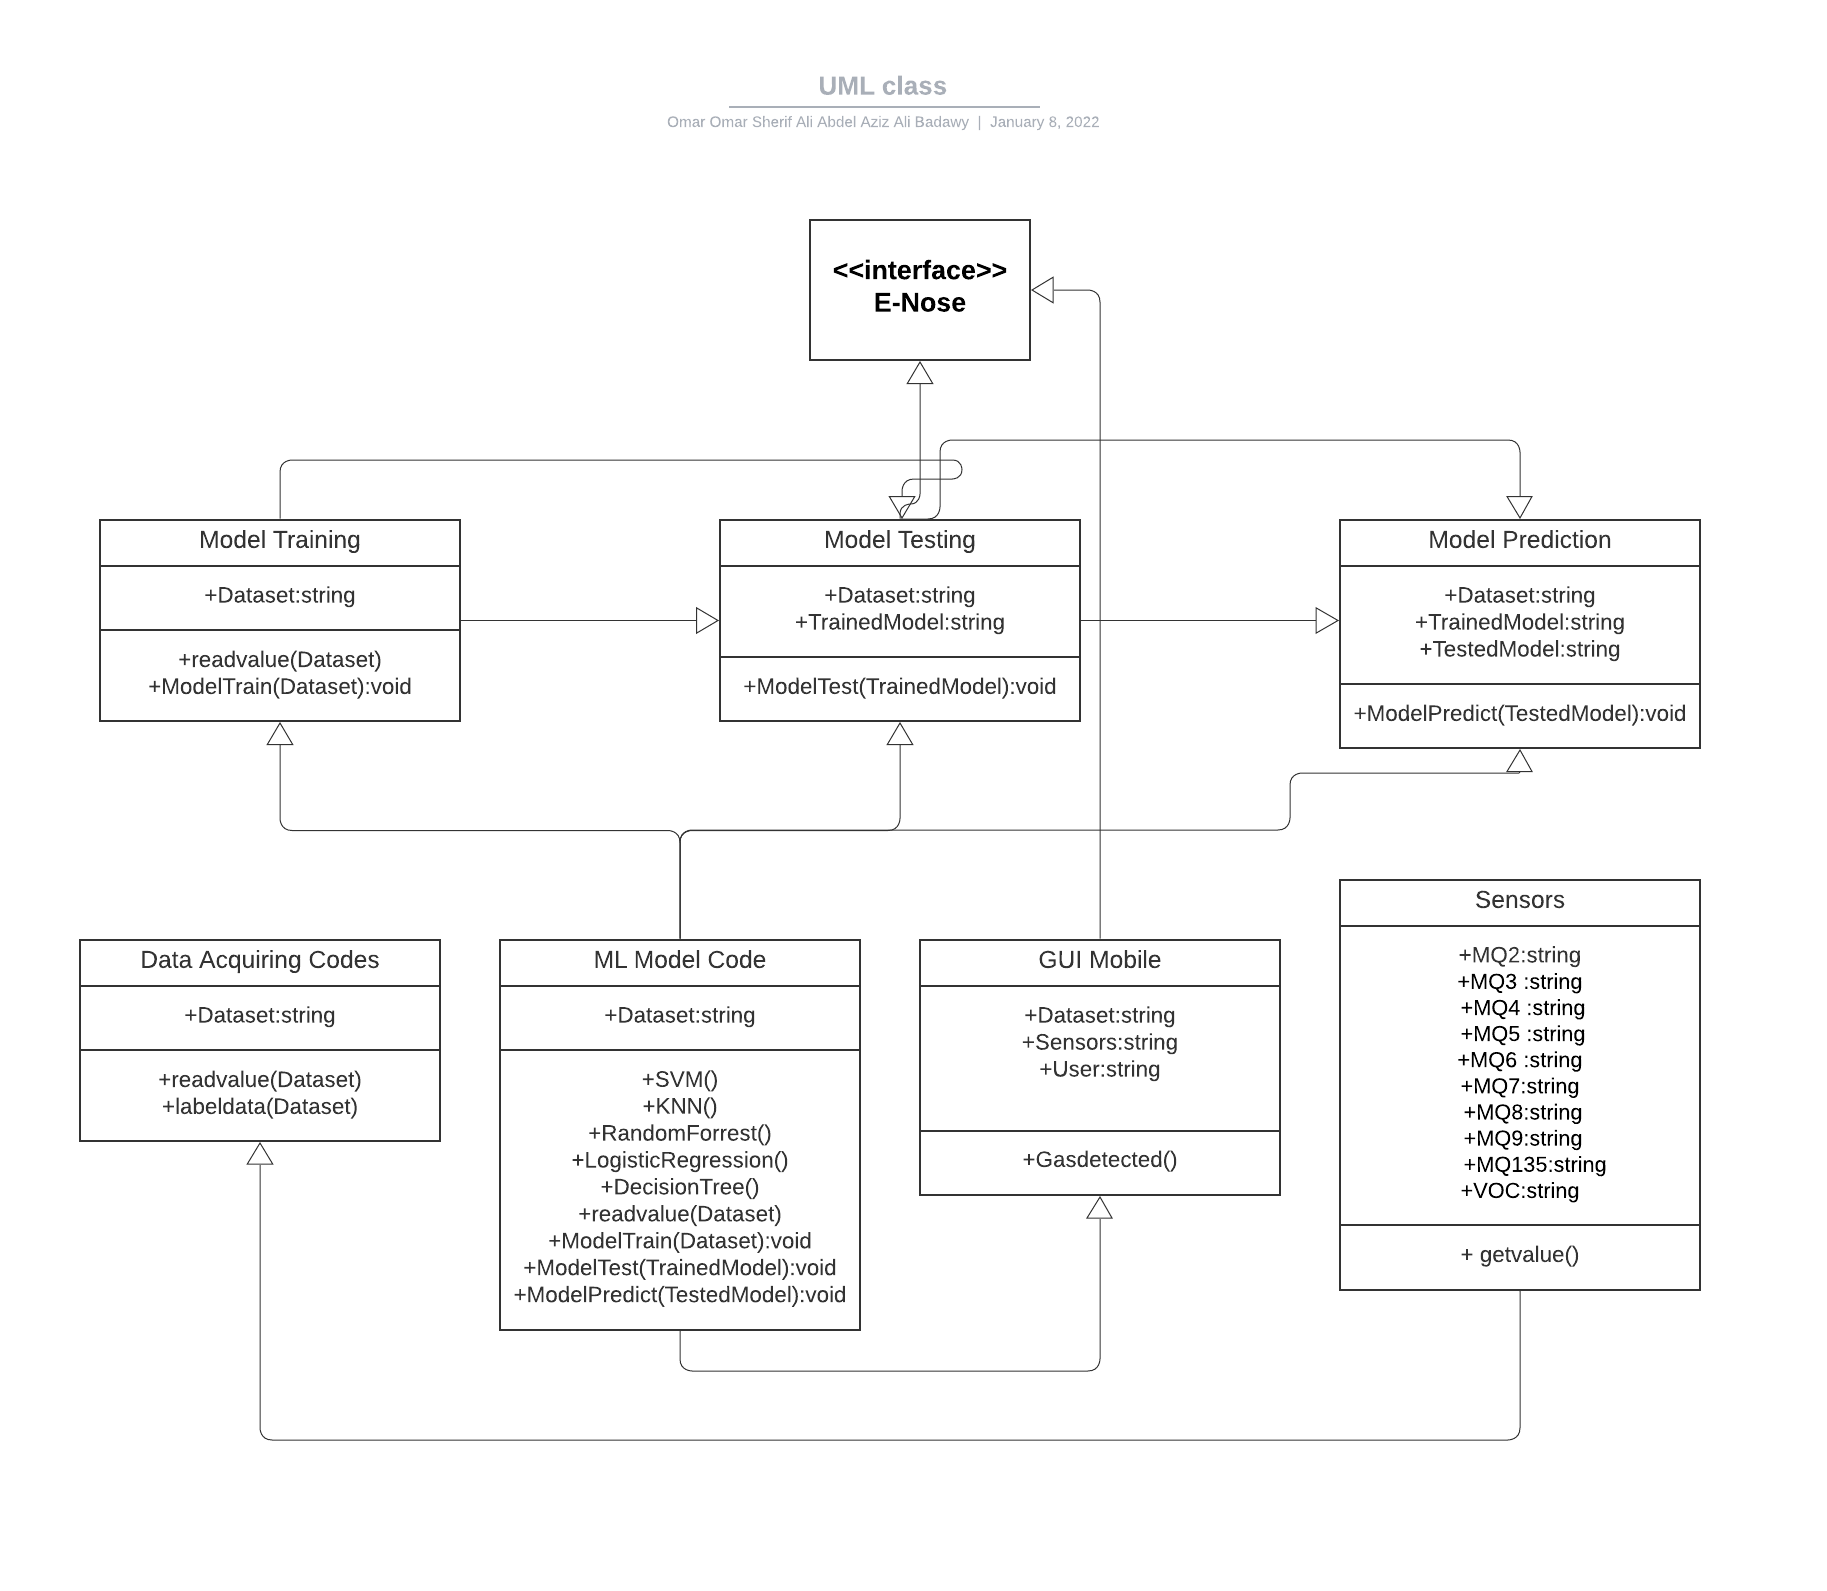 UML class
Omar Omar Sherif Ali Abdel Aziz Ali Badawy | January 8, 2022
<<interface>>
E-Nose
Model Training
+Dataset:string
+readvalue(Dataset)
+ModelTrain(Dataset):void
Model Testing
+Dataset:string
+TrainedModel:string
+ModelTest(TrainedModel):void
Model Prediction
+Dataset:string
+TrainedModel:string
+TestedModel:string
+ModelPredict(TestedModel):void
Data Acquiring Codes
+Dataset:string
+readvalue(Dataset)
+labeldata(Dataset)
ML Model Code
+Dataset:string
+SVM()
+KNN()
+RandomForrest()
+LogisticRegression()
+DecisionTree()
+readvalue(Dataset)
+ModelTrain(Dataset):void
+ModelTest(TrainedModel):void
+ModelPredict(TestedModel):void
GUI Mobile
+Dataset:string
+Sensors:string
+User:string
+Gasdetected()
Sensors
+MQ2:string
+MQ3 :string
+MQ4 :string
+MQ5 :string
+MQ6 :string
+MQ7:string
+MQ8:string
+MQ9:string
+MQ135:string
+VOC:string
+ getvalue()